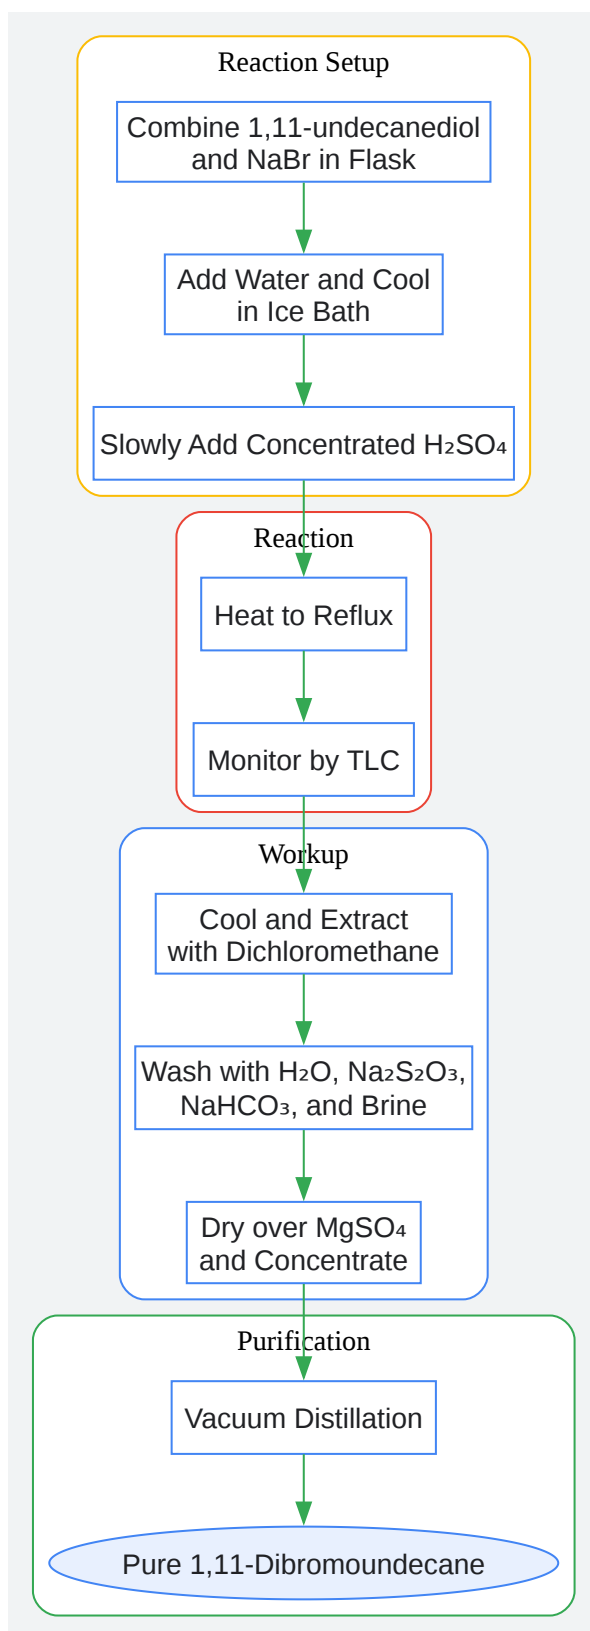 Reaction Setup
Combine 1,11-undecanediol
and NaBr in Flask
Add Water and Cool
in Ice Bath
Slowly Add Concentrated H₂SO₄
Reaction
Heat to Reflux
Monitor by TLC
Workup
Cool and Extract
with Dichloromethane
Wash with H₂O, Na₂S₂O₃,
NaHCO₃, and Brine
Dry over MgSO₄
and Concentrate
Purification
Vacuum Distillation
Pure 1,11-Dibromoundecane